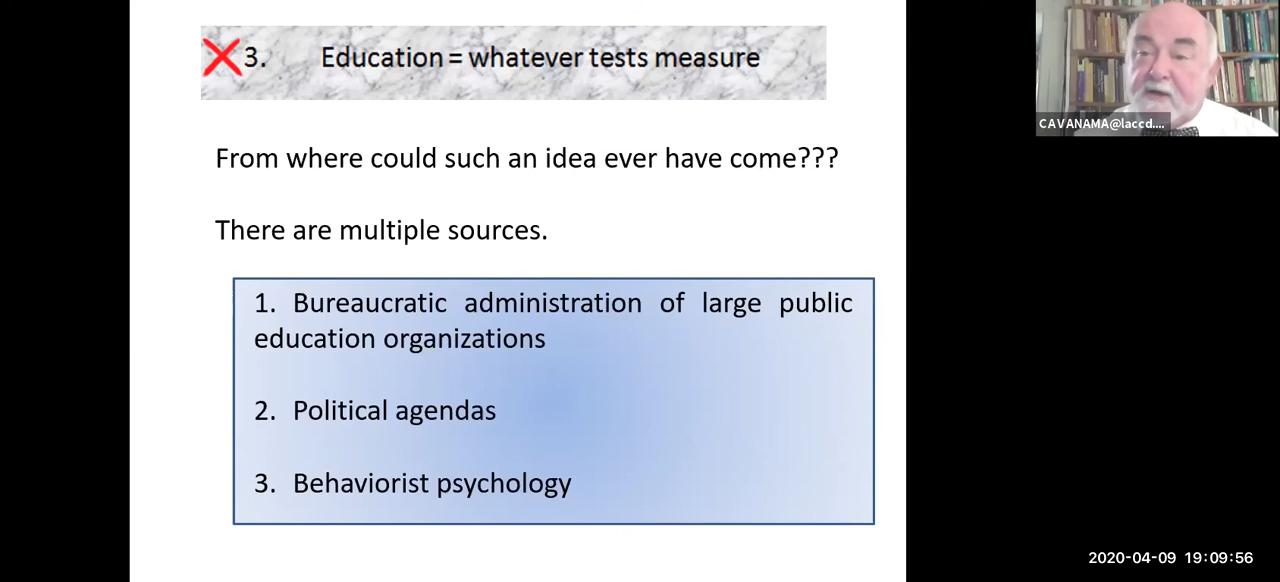 3. Education = whatever tests measure
CAVANAMA@laccd....
From where could such an idea ever have come???
There are multiple sources.
1. Bureaucratic administration of large public
education organizations
2. Political agendas
3. Behaviorist psychology
2020-04-09 19:09:56